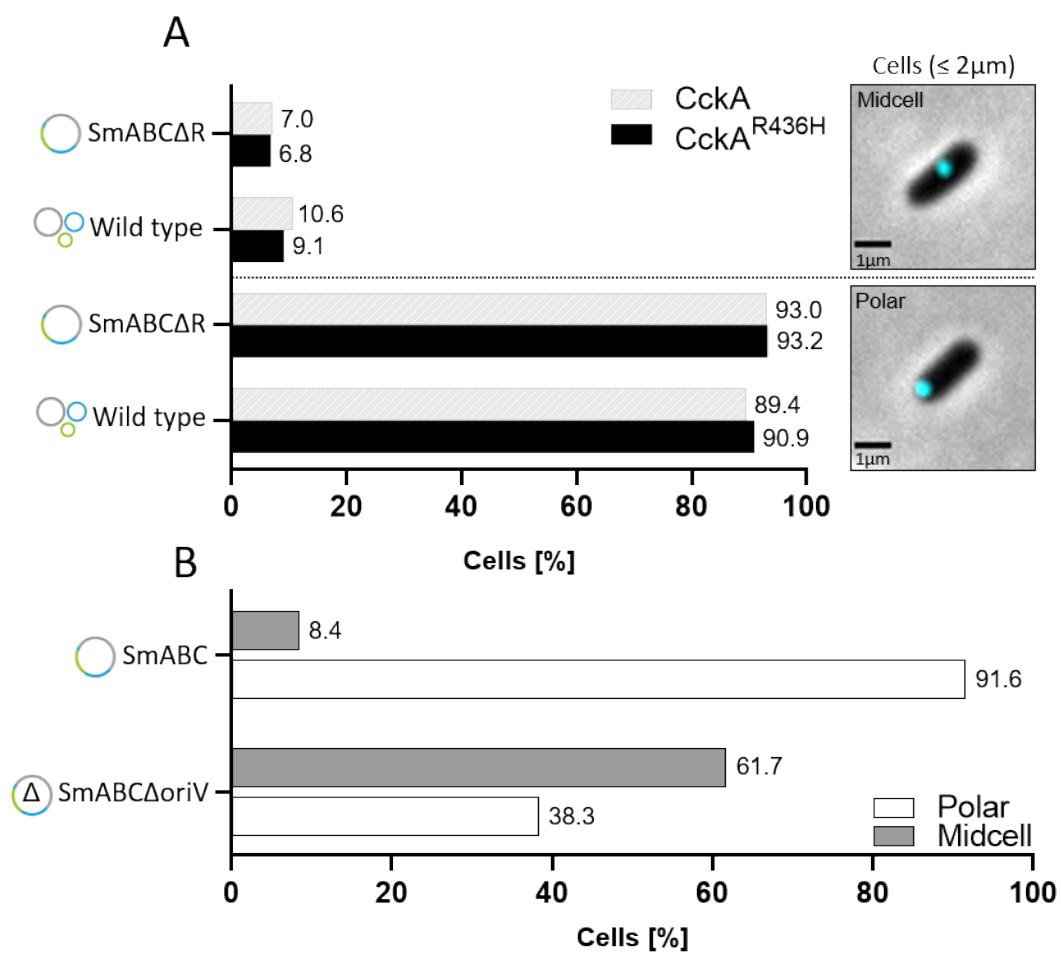 A
Cells (≤ 2µm)
CckA
CckA^R436H
SmABCΔR
7.0
6.8
Wild type
10.6
9.1
SmABCΔR
93.0
93.2
Wild type
89.4
90.9
0 20 40 60 80 100
Cells [%]
Midcell
1µm
Polar
1µm
B
SmABC
8.4
91.6
Δ SmABCΔoriV
61.7
38.3
Polar
Midcell
0 20 40 60 80 100
Cells [%]